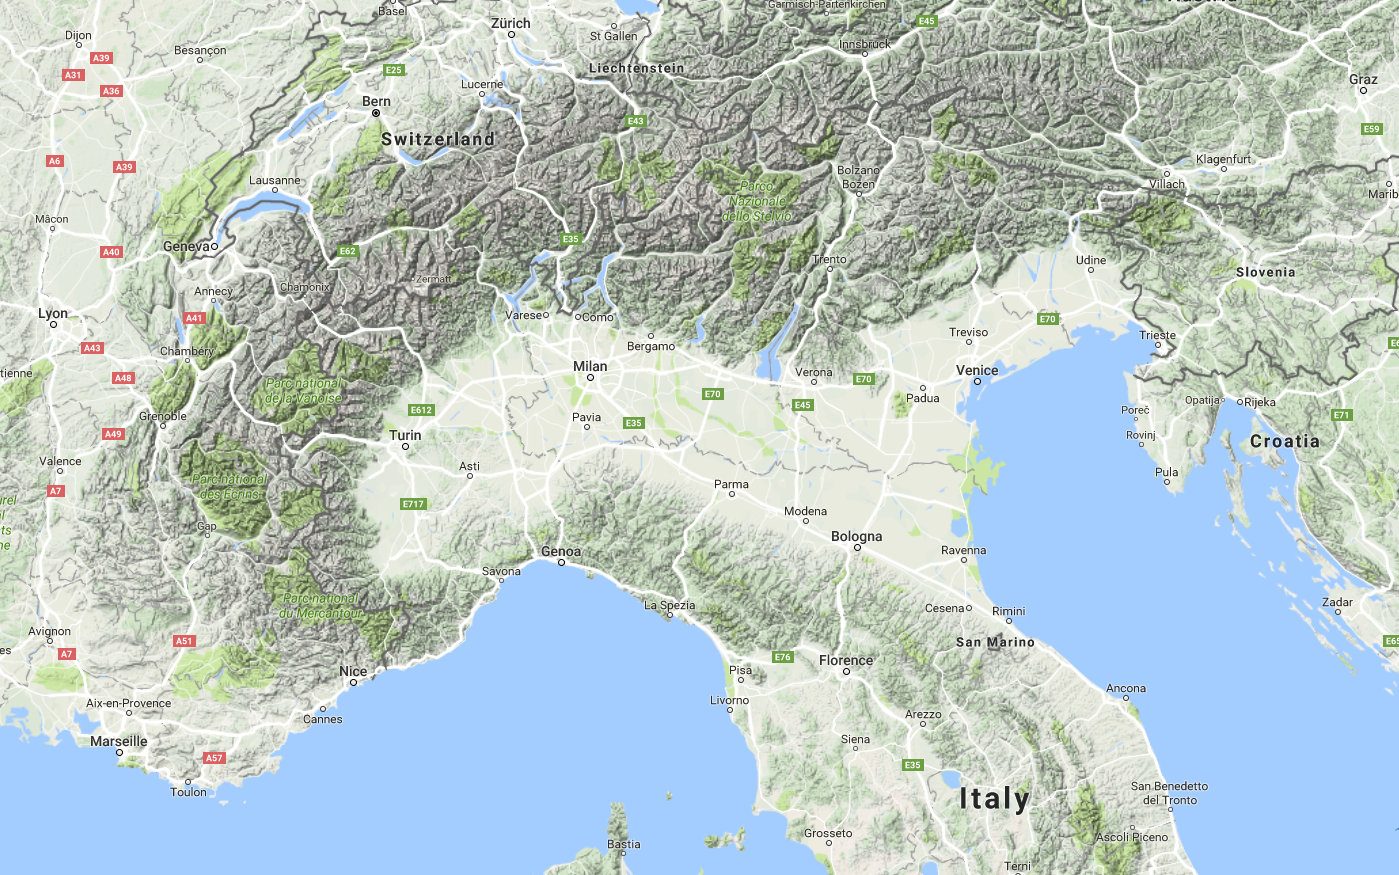 Basel
Zürich
Garmisch-Partenkirchen
E45
Dijon
Besançon
St Gallen
Innsbruck
A39
A31
E25
Liechtenstein
Graz
A36
Lucerne
Bern
E43
E59
Switzerland
A6
A39
Klagenfurt
Bolzano
Bozen
Villach
Lausanne
Parco
Nazionale
dello Stelvio
Marib
Mâcon
Geneva
E35
A40
E62
Trento
Udine
Slovenia
Zermatt
Annecy
Chamonix
Lyon
A41
Varese
Como
E70
Treviso
Trieste
A43
Chambéry
Bergamo
tienne
A48
Milan
Verona
E70
Venice
Parc national
de la Vanoise
E70
Padua
Opatija
Rijeka
E612
E45
Poreč
Grenoble
Pavia
E35
E71
A49
Turin
Rovinj
Croatia
Valence
Asti
Pula
Parc national
des Ecrins
A7
Parma
E717
Modena
Gap
Bologna
Genoa
Ravenna
Savona
Parc national
du Mercantour
La Spezia
Cesena
Rimini
Zadar
Avignon
A51
San Marino
E65
A7
E76
Florence
Nice
Pisa
Ancona
Aix-en-Provence
Livorno
Cannes
Arezzo
Marseille
Siena
A57
E35
Toulon
Italy
San Benedetto
del Tronto
Grosseto
Ascoli Piceno
Bastia
Terni